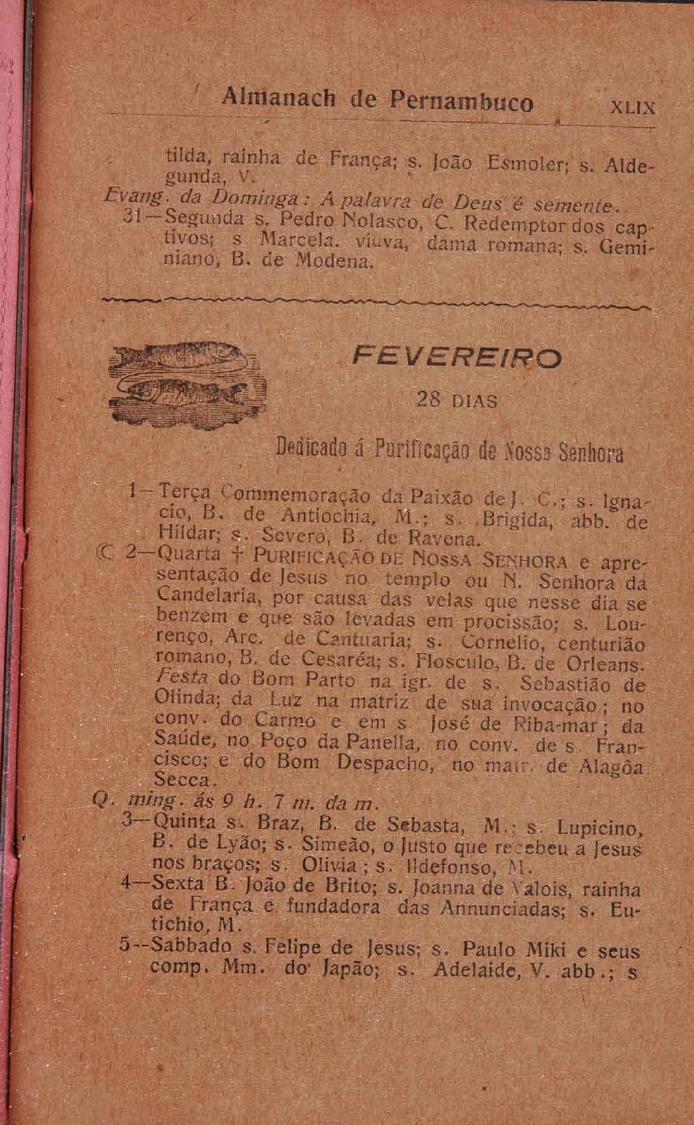 Almanach de Pernambuco XLIX
tilda, rainha de França; s. João Esmoler; s. Alde-
gunda, V.
Evang. da Dominga: A palavra de Deus é semente.
31—Segunda s. Pedro Nolasco, C. Redemptor dos cap-
tivos; s Marcela. viuva, dama romana; s. Gemi-
niano, B. de Modena.
FEVEREIRO
28 DIAS
Dedicado á Purificação de Nossa Senhora
1—Terça Commemoração da Paixão de J. C.; s. Igna-
cio, B. de Antiochia, M.; s. Brigida, abb. de
Hildar; s. Severo, B. de Ravena.
☾ 2—Quarta † PURIFICAÇÃO DE NOSSA SENHORA e apre-
sentação de Jesus no templo ou N. Senhora da
Candelaria, por causa das velas que nesse dia se
benzem e que são levadas em procissão; s. Lou-
renço, Arc. de Cantuaria; s. Cornelio, centurião
romano, B. de Cesaréa; s. Flosculo, B. de Orleans.
Festa do Bom Parto na igr. de s. Sebastião de
Olinda; da Luz na matriz de sua invocação; no
conv. do Carmo e em s José de Riba-mar; da
Saúde, no Poço da Panella, no conv. de s. Fran-
cisco; e do Bom Despacho, no matr. de Alagôa
Secca.
Q. ming. ás 9 h. 7 m. da m.
3—Quinta s. Braz, B. de Sebasta, M.; s. Lupicino,
B. de Lyão; s. Simeão, o Justo que recebeu a Jesus
nos braços; s. Olivia; s. Ildefonso, M.
4—Sexta B. João de Brito; s. Joanna de Valois, rainha
de França e fundadora das Annunciadas; s. Eu-
tichio, M.
5--Sabbado s. Felipe de Jesus; s. Paulo Miki e seus
comp. Mm. do Japão; s. Adelaide, V. abb.; s